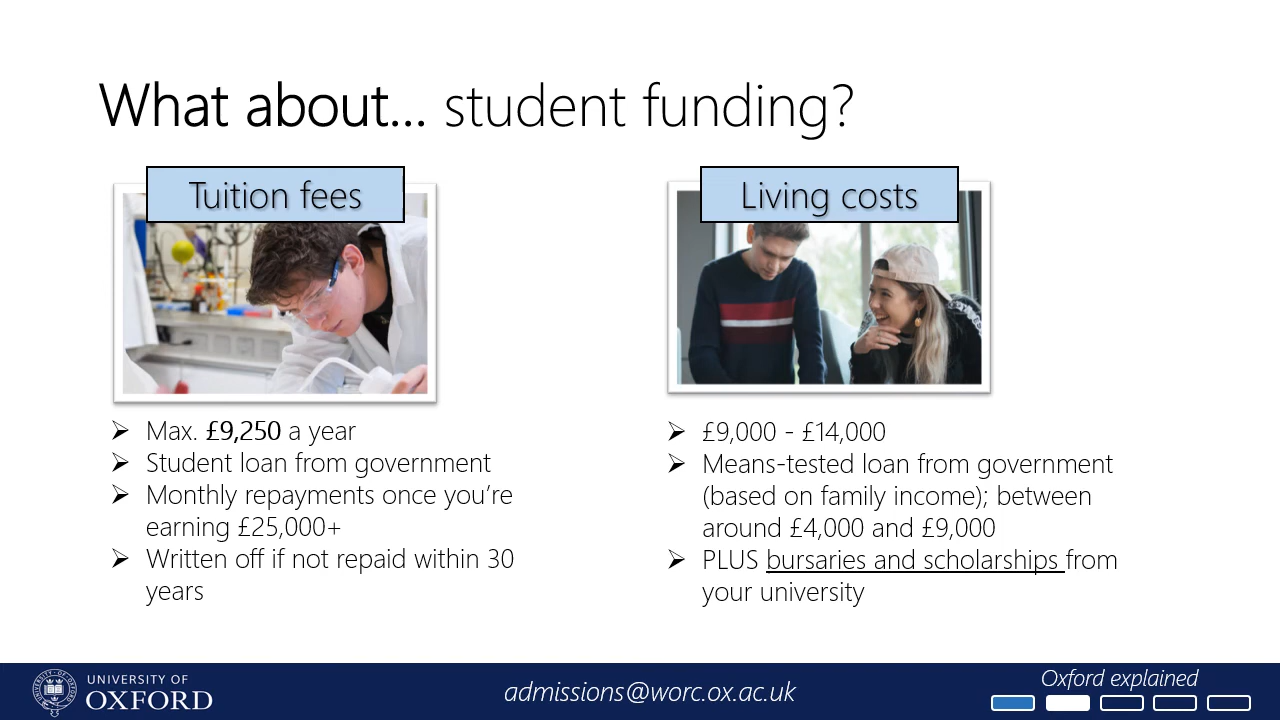 What about... student funding?
Tuition fees
Max. £9,250 a year
Student loan from government
Monthly repayments once you're
earning £25,000+
Written off if not repaid within 30
years
Living costs
£9,000 - £14,000
Means-tested loan from government
(based on family income); between
around £4,000 and £9,000
PLUS bursaries and scholarships from
your university
UNIVERSITY OF
OXFORD
admissions@worc.ox.ac.uk
Oxford explained